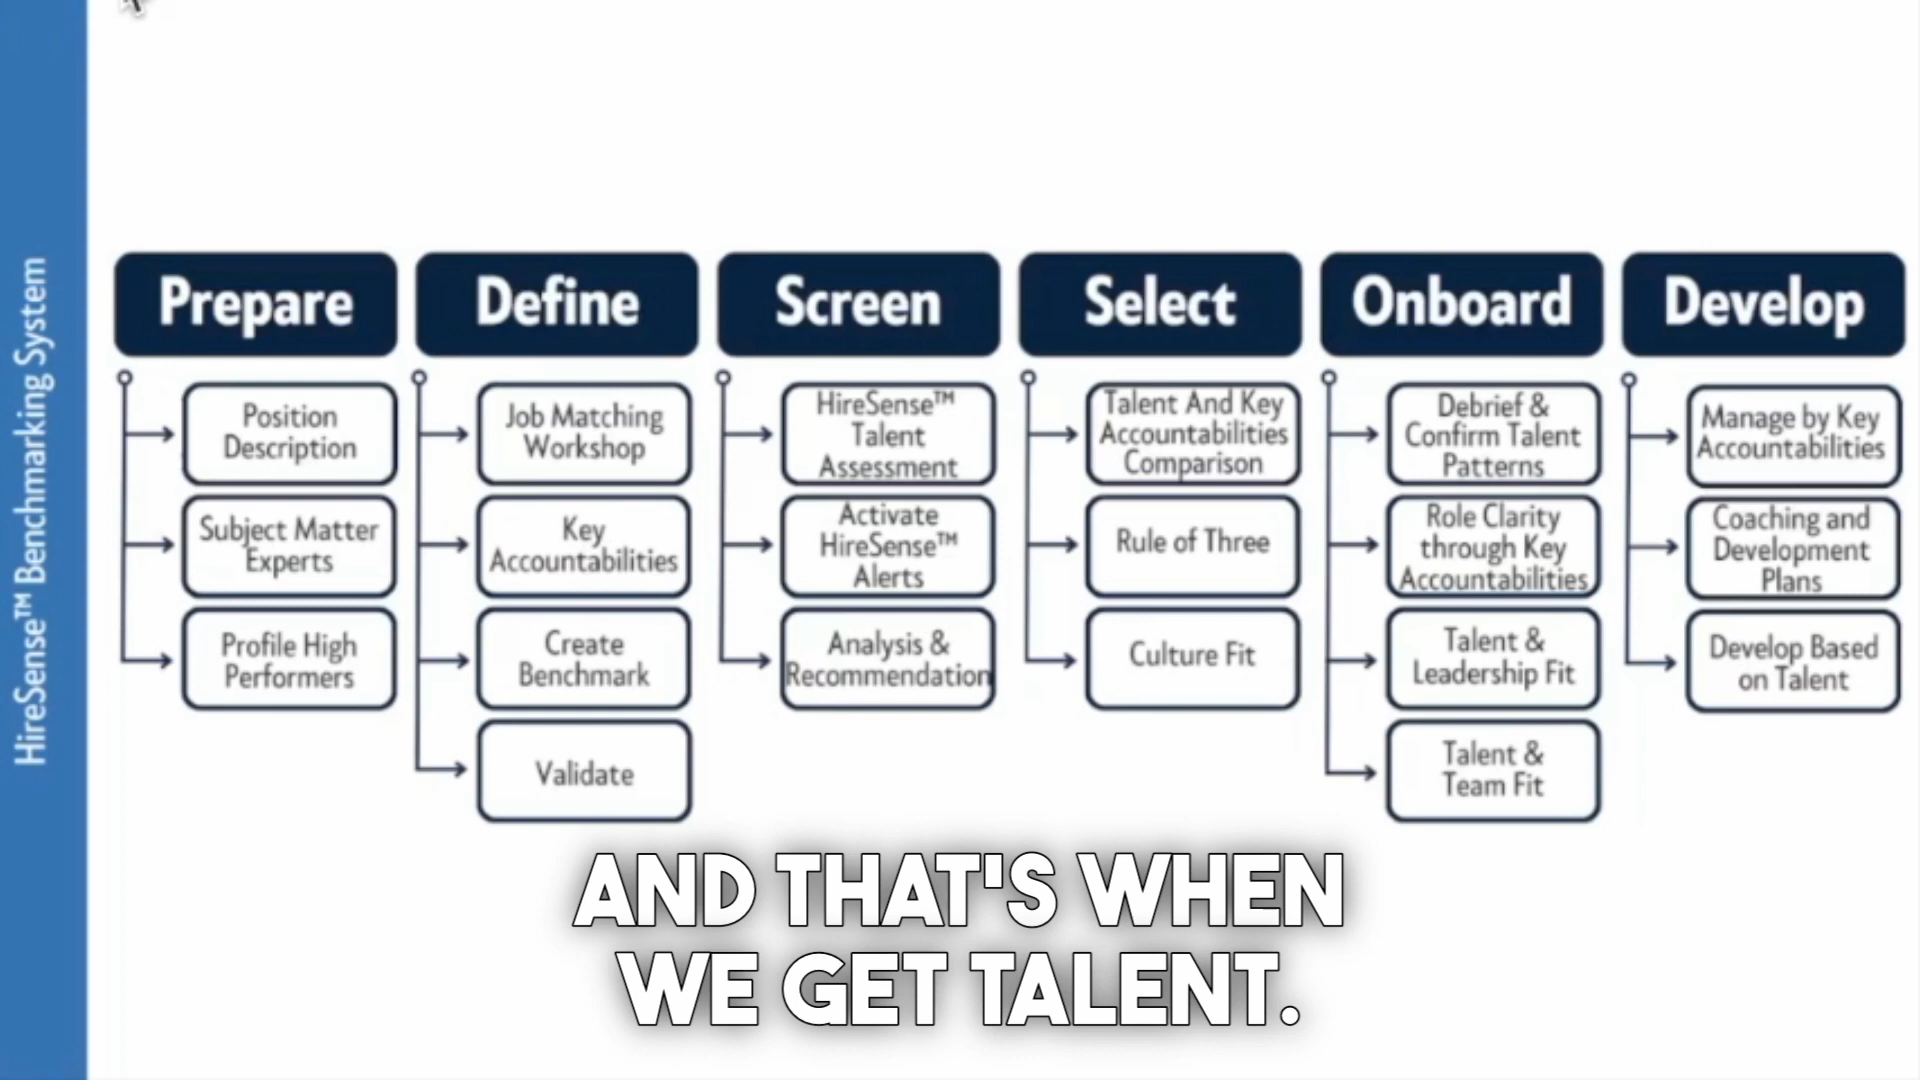 HireSense™ Benchmarking System
Prepare
Position
Description
Subject Matter
Experts
Profile High
Performers
Define
Job Matching
Workshop
Key
Accountabilities
Create
Benchmark
Validate
Screen
HireSense™
Talent
Assessment
Activate
HireSense™
Alerts
Analysis &
Recommendation
Select
Talent And Key
Accountabilities
Comparison
Rule of Three
Culture Fit
Onboard
Debrief &
Confirm Talent
Patterns
Role Clarity
through Key
Accountabilities
Talent &
Leadership Fit
Talent &
Team Fit
Develop
Manage by Key
Accountabilities
Coaching and
Development
Plans
Develop Based
on Talent
AND THAT'S WHEN
WE GET TALENT.